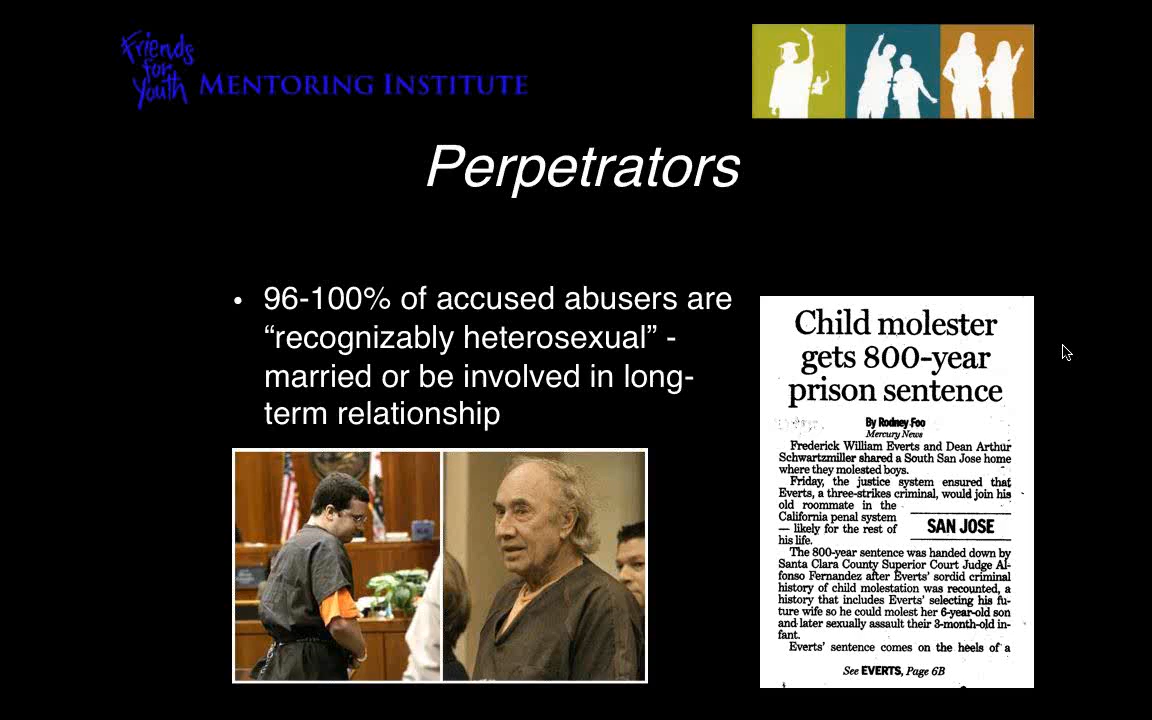 Friends
for
Youth MENTORING INSTITUTE
Perpetrators
• 96-100% of accused abusers are
“recognizably heterosexual” -
married or be involved in long-
term relationship
Child molester
gets 800-year
prison sentence
By Rodney Foo
Mercury News
Frederick William Everts and Dean Arthur
Schwartzmiller shared a South San Jose home
where they molested boys.
Friday, the justice system ensured that
Everts, a three-strikes criminal, would join his
old roommate in the
California penal system
— likely for the rest of
his life.
SAN JOSE
The 800-year sentence was handed down by
Santa Clara County Superior Court Judge Al-
fonso Fernandez after Everts’ sordid criminal
history of child molestation was recounted, a
history that includes Everts’ selecting his fu-
ture wife so he could molest her 6-year-old son
and later sexually assault their 3-month-old in-
fant.
Everts’ sentence comes on the heels of a
See EVERTS, Page 6B